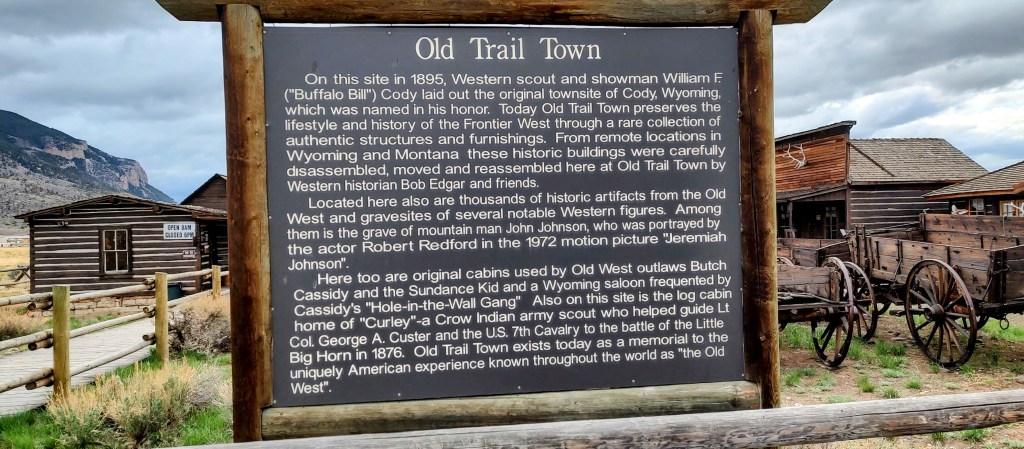 Old Trail Town
On this site in 1895, Western scout and showman William F.
("Buffalo Bill") Cody laid out the original townsite of Cody, Wyoming,
which was named in his honor. Today Old Trail Town preserves the
lifestyle and history of the Frontier West through a rare collection of
authentic structures and furnishings. From remote locations in
Wyoming and Montana these historic buildings were carefully
disassembled, moved and reassembled here at Old Trail Town by
Western historian Bob Edgar and friends.
Located here also are thousands of historic artifacts from the Old
West and gravesites of several notable Western figures. Among
them is the grave of mountain man John Johnson, who was portrayed by
the actor Robert Redford in the 1972 motion picture "Jeremiah
Johnson".
Here too are original cabins used by Old West outlaws Butch
Cassidy and the Sundance Kid and a Wyoming saloon frequented by
Cassidy's "Hole-in-the-Wall Gang" Also on this site is the log cabin
home of "Curley"-a Crow Indian army scout who helped guide Lt
Col. George A. Custer and the U.S. 7th Cavalry to the battle of the Little
Big Horn in 1876. Old Trail Town exists today as a memorial to the
uniquely American experience known throughout the world as "the Old
West".
OPEN 8AM
CLOSED 6PM